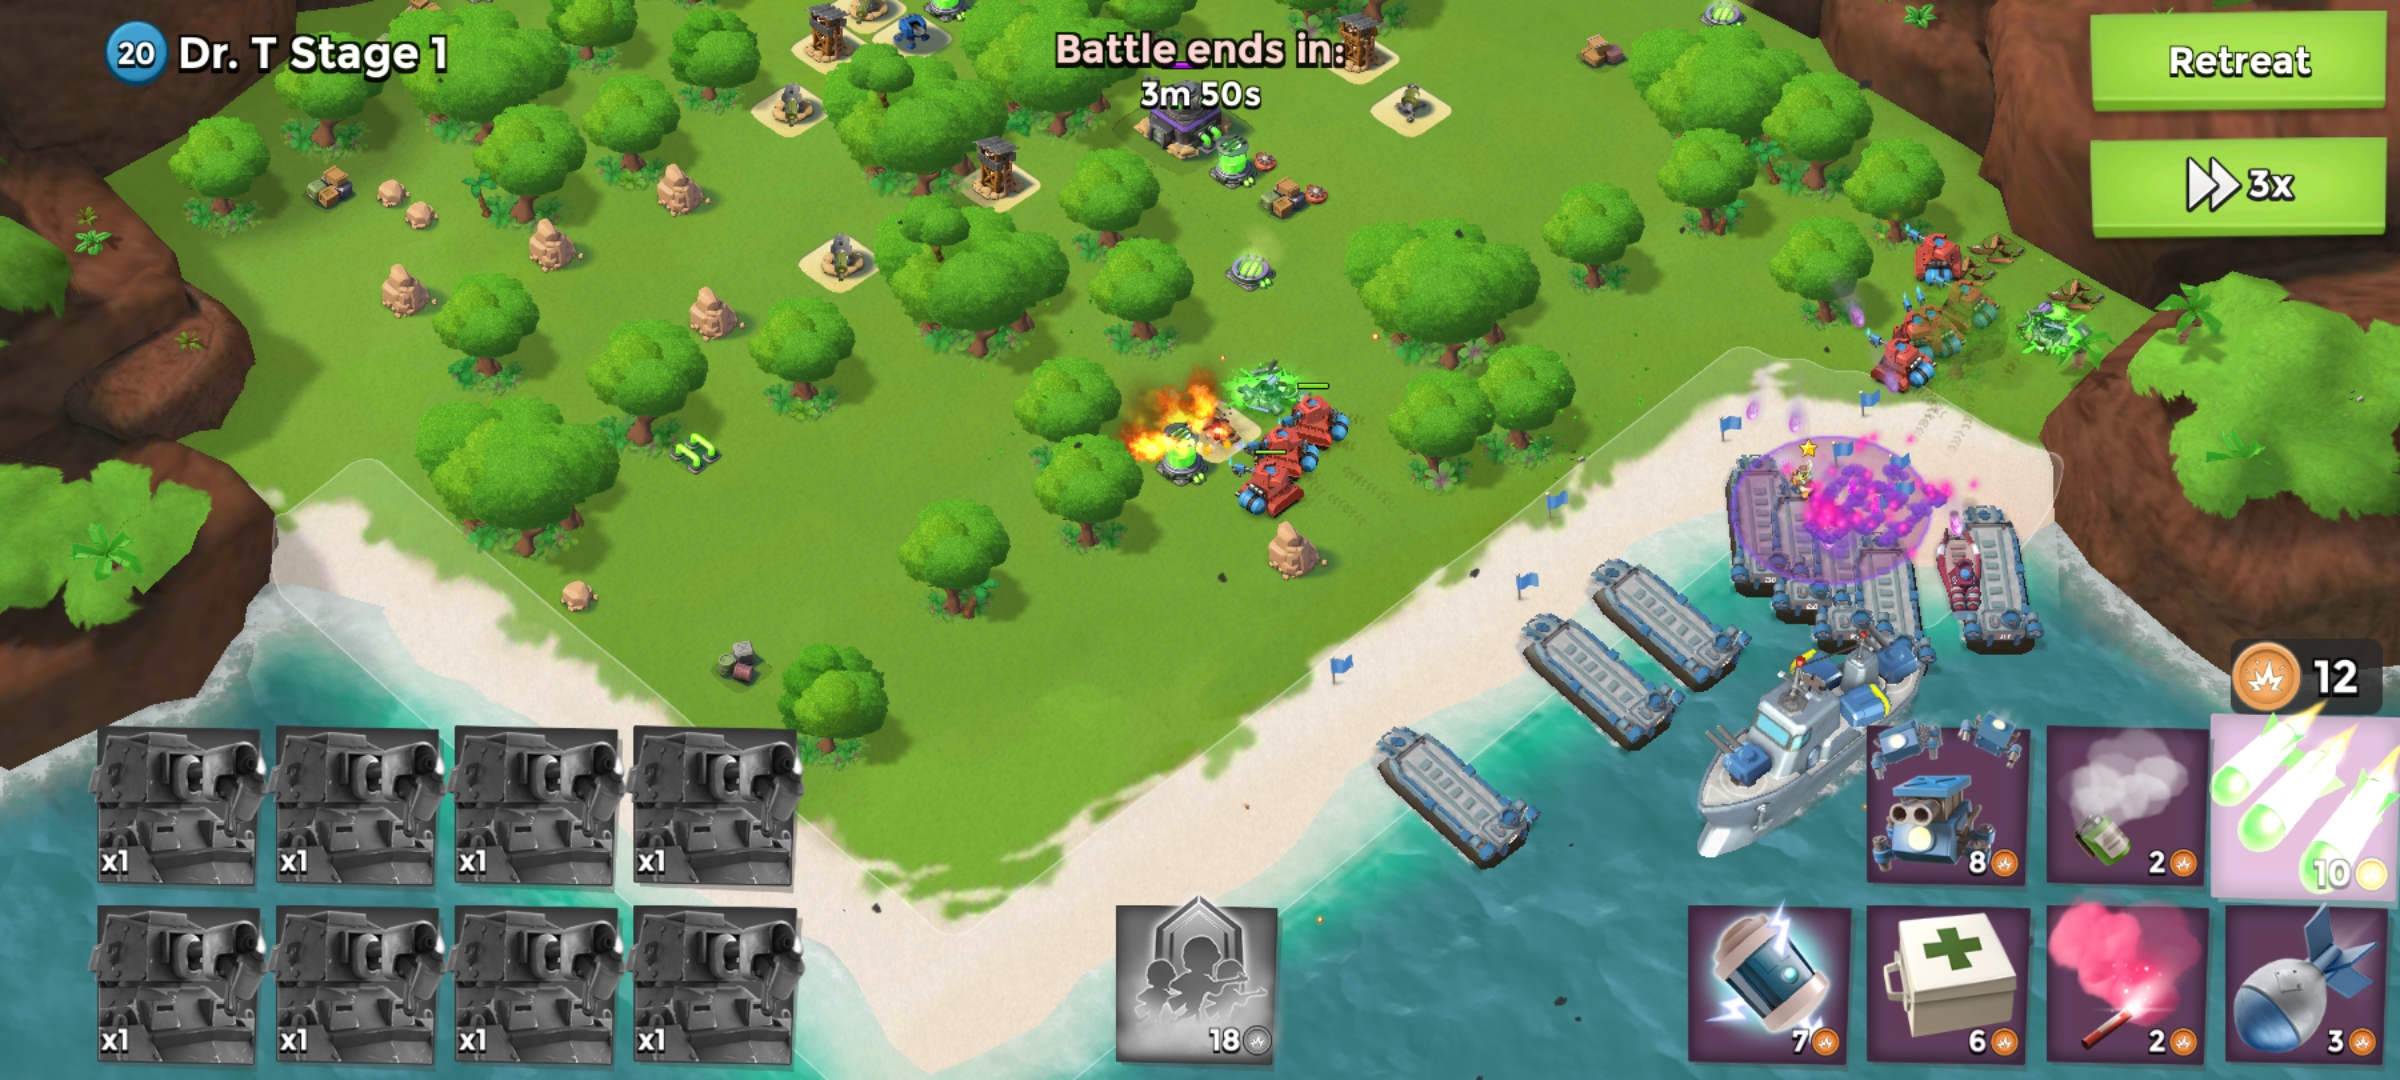 20 Dr. T Stage 1
Battle ends in:
3m 50s
Retreat
3x
12
x1
x1
x1
x1
8
2
10
x1
x1
x1
x1
18
7
6
2
3